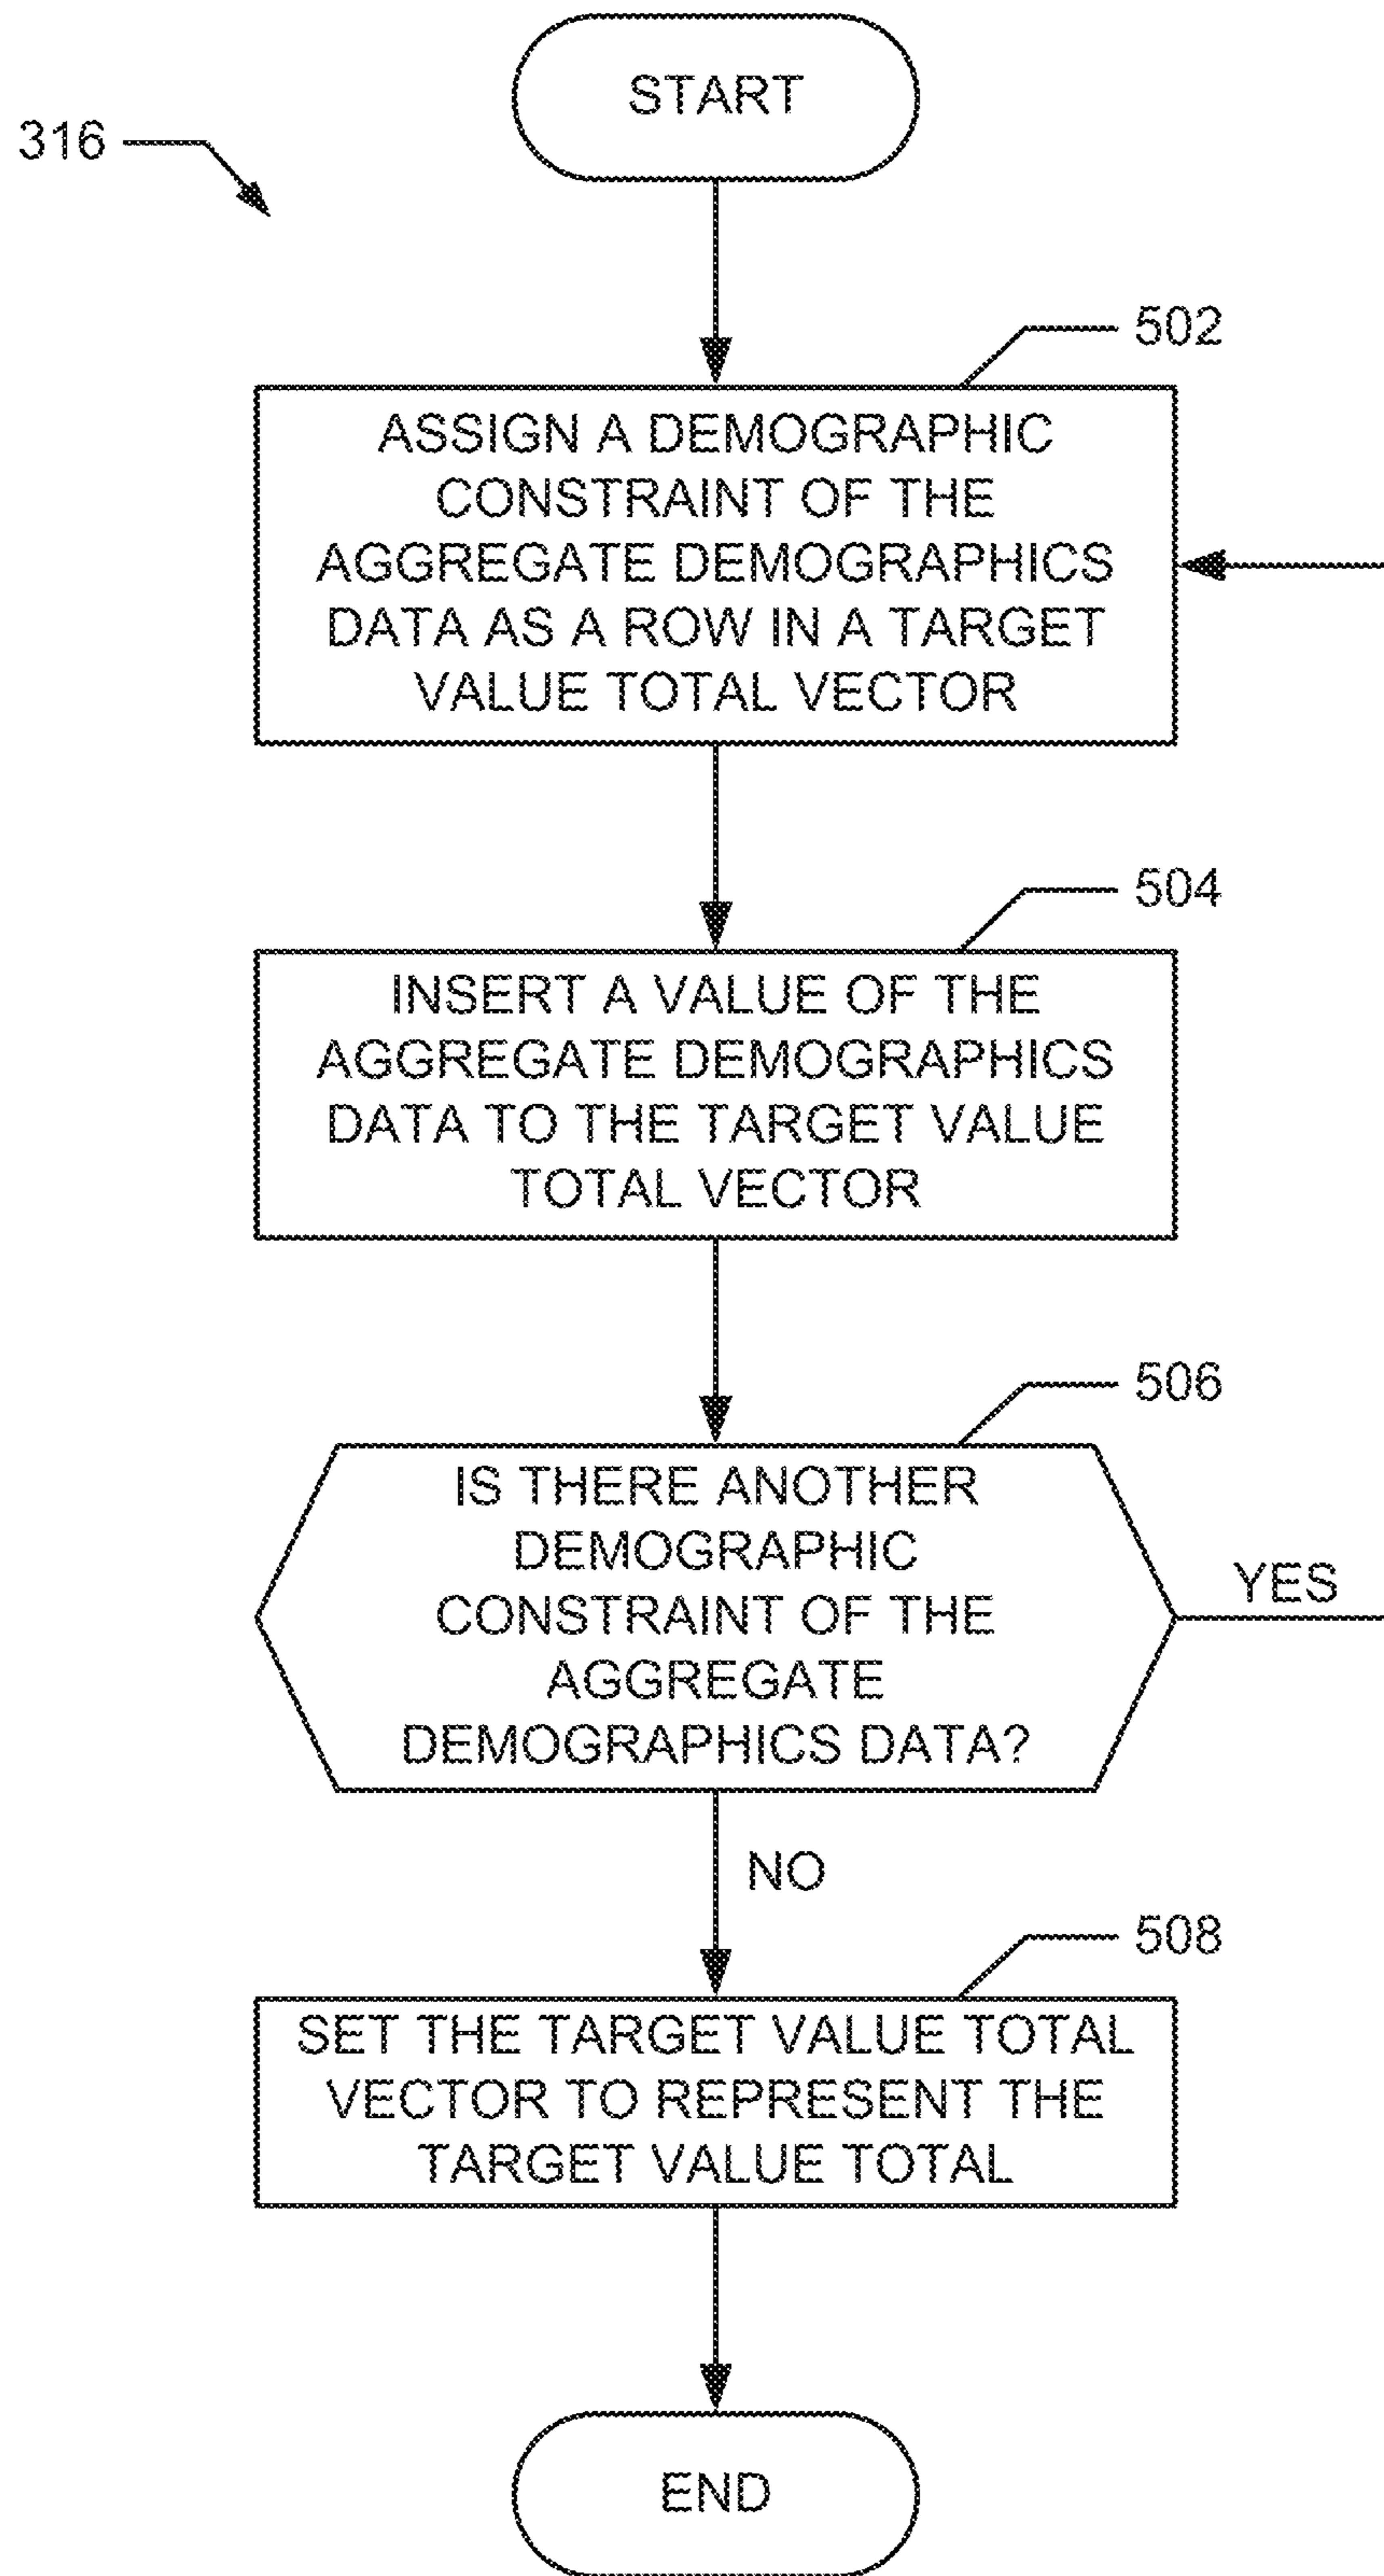 START
316
502
ASSIGN A DEMOGRAPHIC
CONSTRAINT OF THE
AGGREGATE DEMOGRAPHICS
DATA AS A ROW IN A TARGET
VALUE TOTAL VECTOR
504
INSERT A VALUE OF THE
AGGREGATE DEMOGRAPHICS
DATA TO THE TARGET VALUE
TOTAL VECTOR
506
IS THERE ANOTHER
DEMOGRAPHIC
CONSTRAINT OF THE
AGGREGATE
DEMOGRAPHICS DATA?
YES
NO
508
SET THE TARGET VALUE TOTAL
VECTOR TO REPRESENT THE
TARGET VALUE TOTAL
END